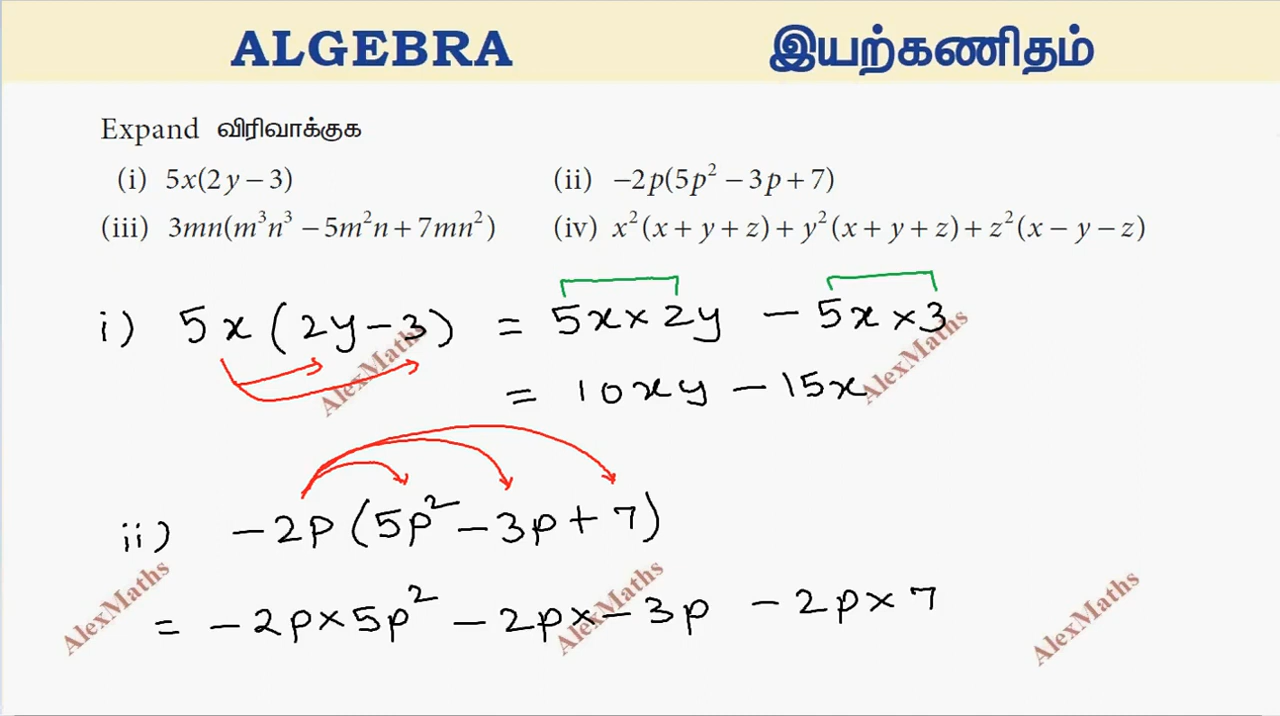 ALGEBRA இயற்கணிதம்
Expand விரிவாக்குக
(i) 5x(2y − 3) (ii) −2p(5p² − 3p + 7)
(iii) 3mn(m³n³ − 5m²n + 7mn²) (iv) x²(x + y + z) + y²(x + y + z) + z²(x − y − z)
i) 5x(2y−3) = 5x×2y − 5x×3
AlexMaths AlexMaths
= 10xy − 15x
ii) −2p(5p² − 3p + 7)
AlexMaths AlexMaths AlexMaths
= −2p×5p² − 2p×−3p − 2p×7